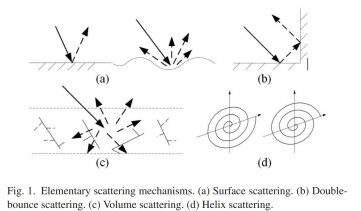 (a)
(b)
(c)
(d)
Fig. 1. Elementary scattering mechanisms. (a) Surface scattering. (b) Double-
bounce scattering. (c) Volume scattering. (d) Helix scattering.